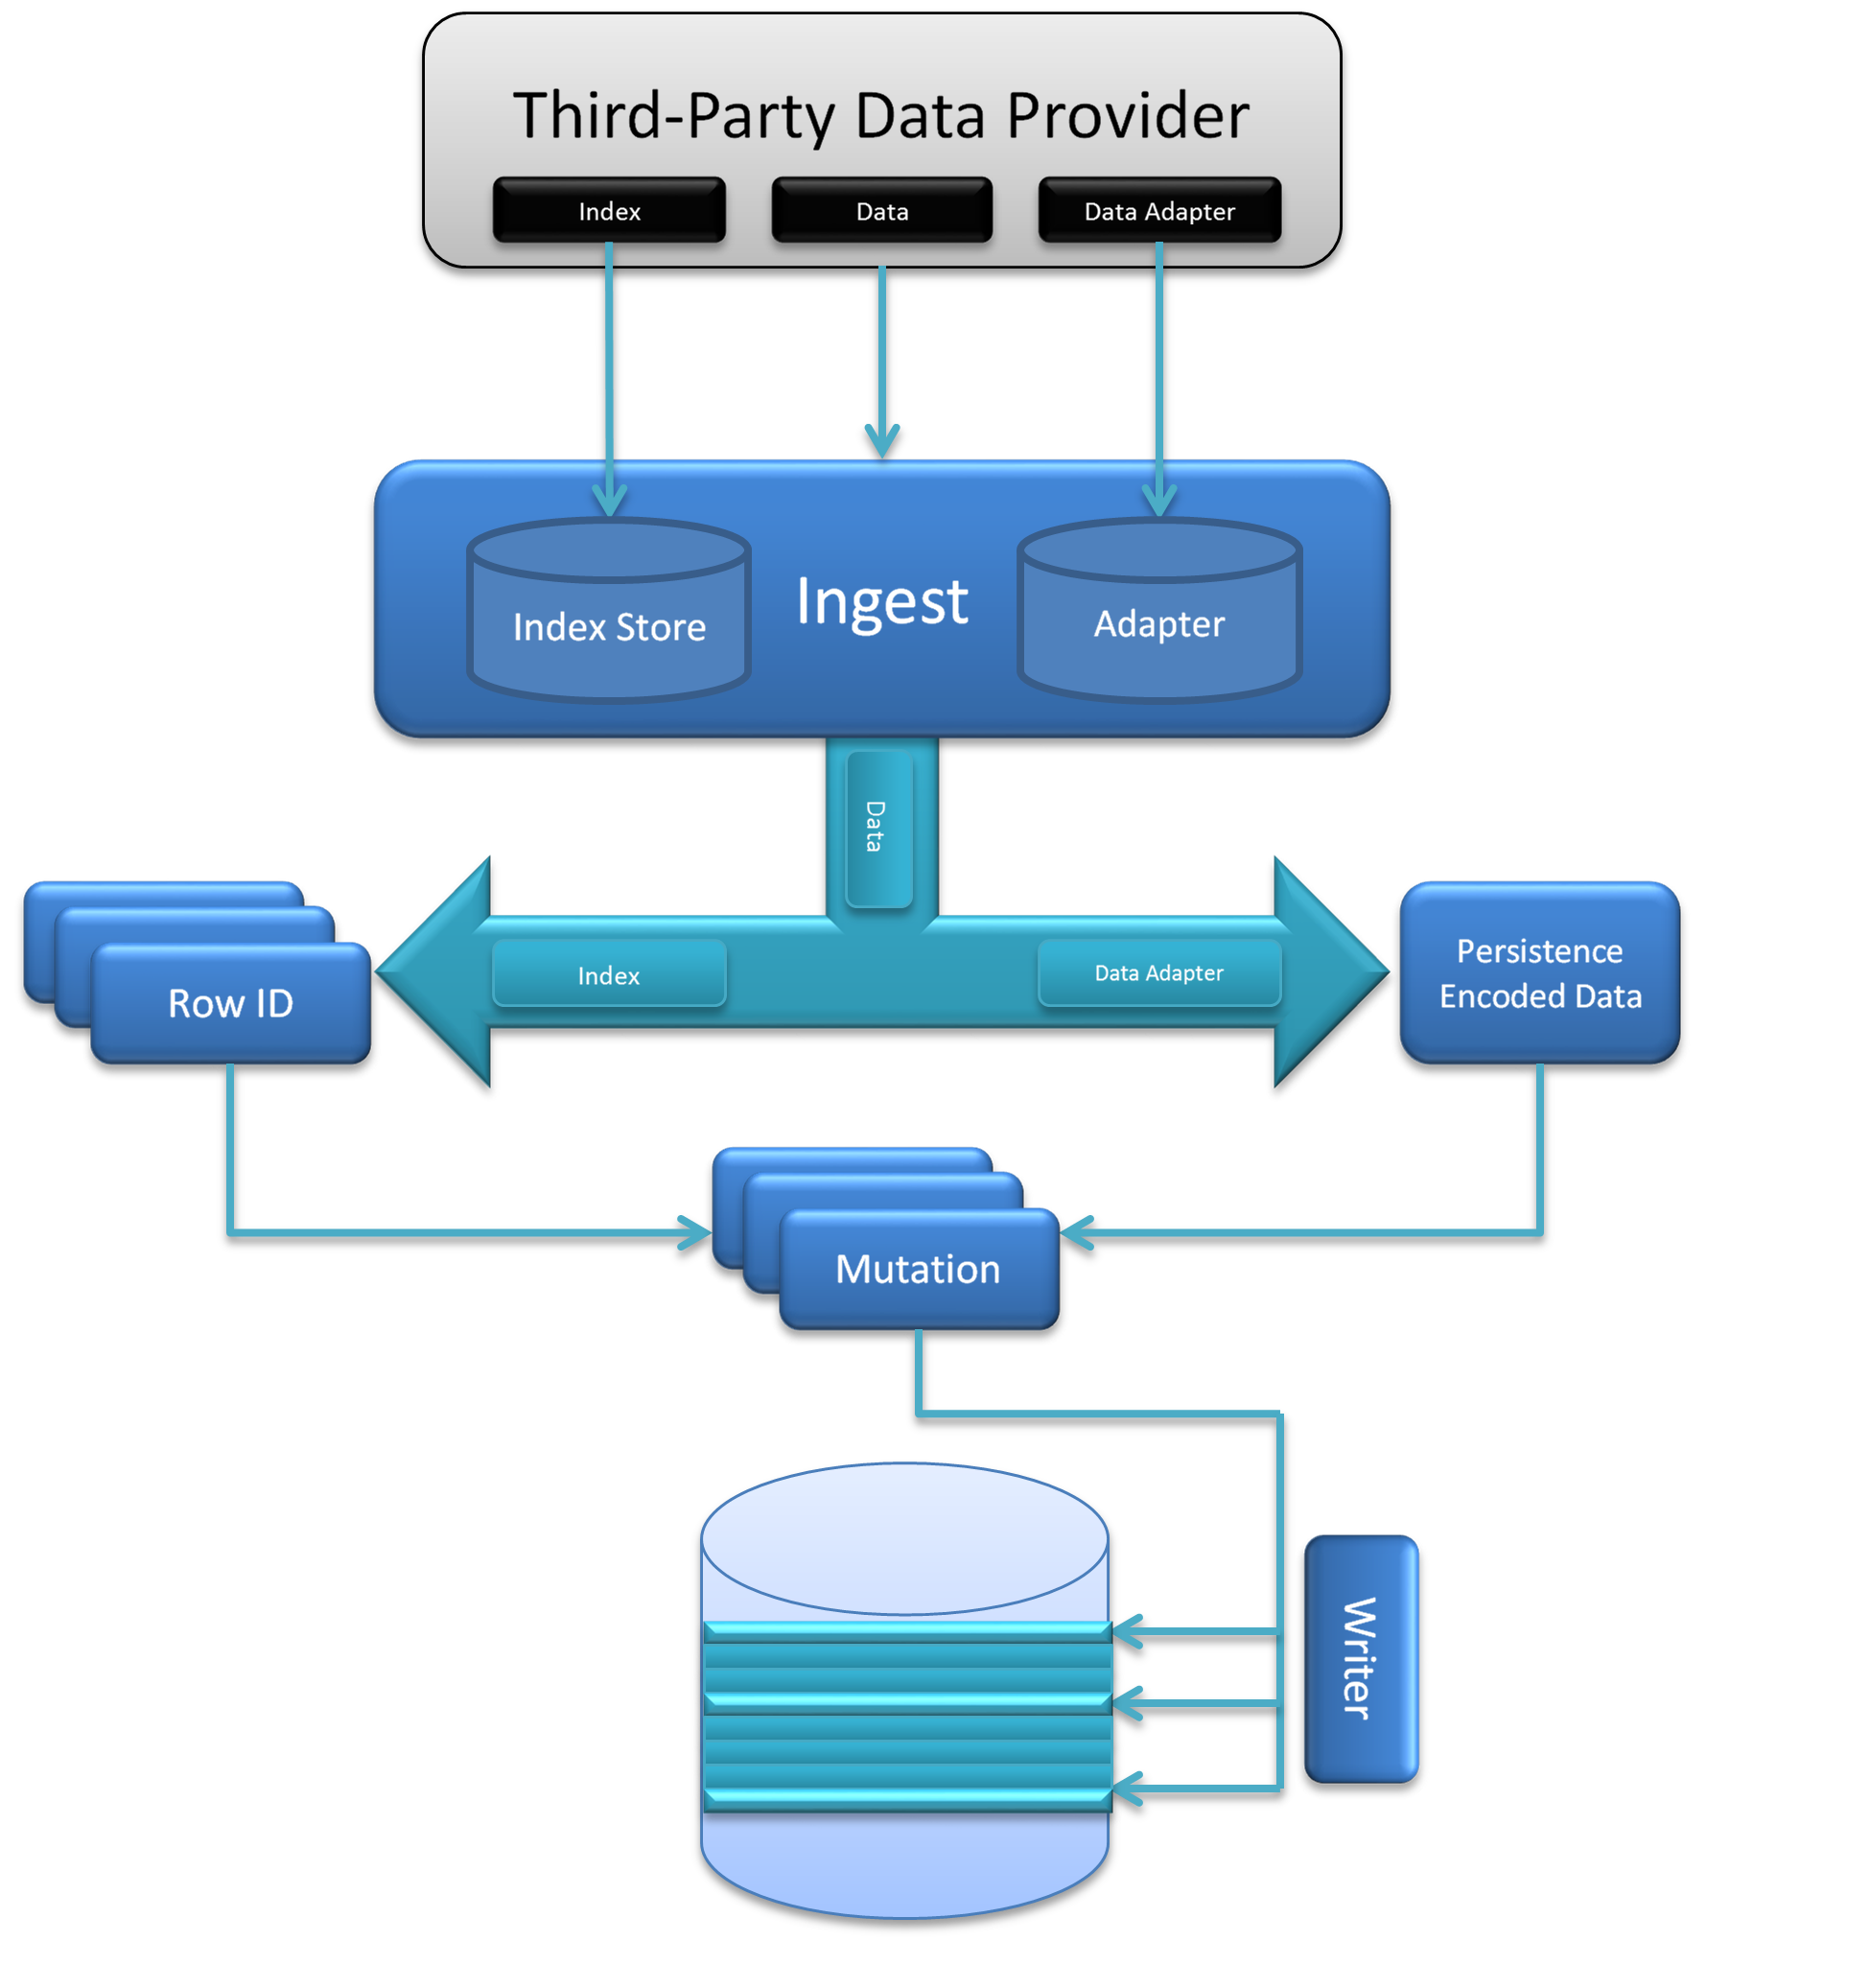 Third-Party Data Provider
Index
Data
Data Adapter
Index Store
Ingest
Adapter
Data
Row ID
Index
Data Adapter
Persistence
Encoded Data
Mutation
Writer